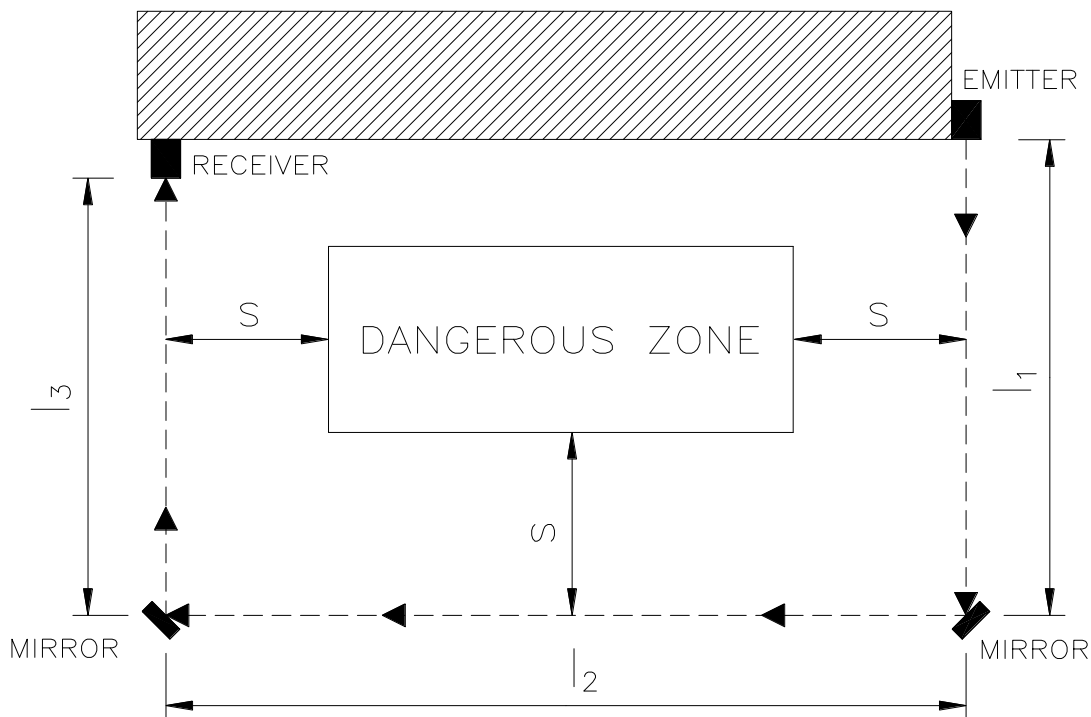 EMITTER
RECEIVER
S
DANGEROUS ZONE
S
l3
l1
S
MIRROR
MIRROR
l2